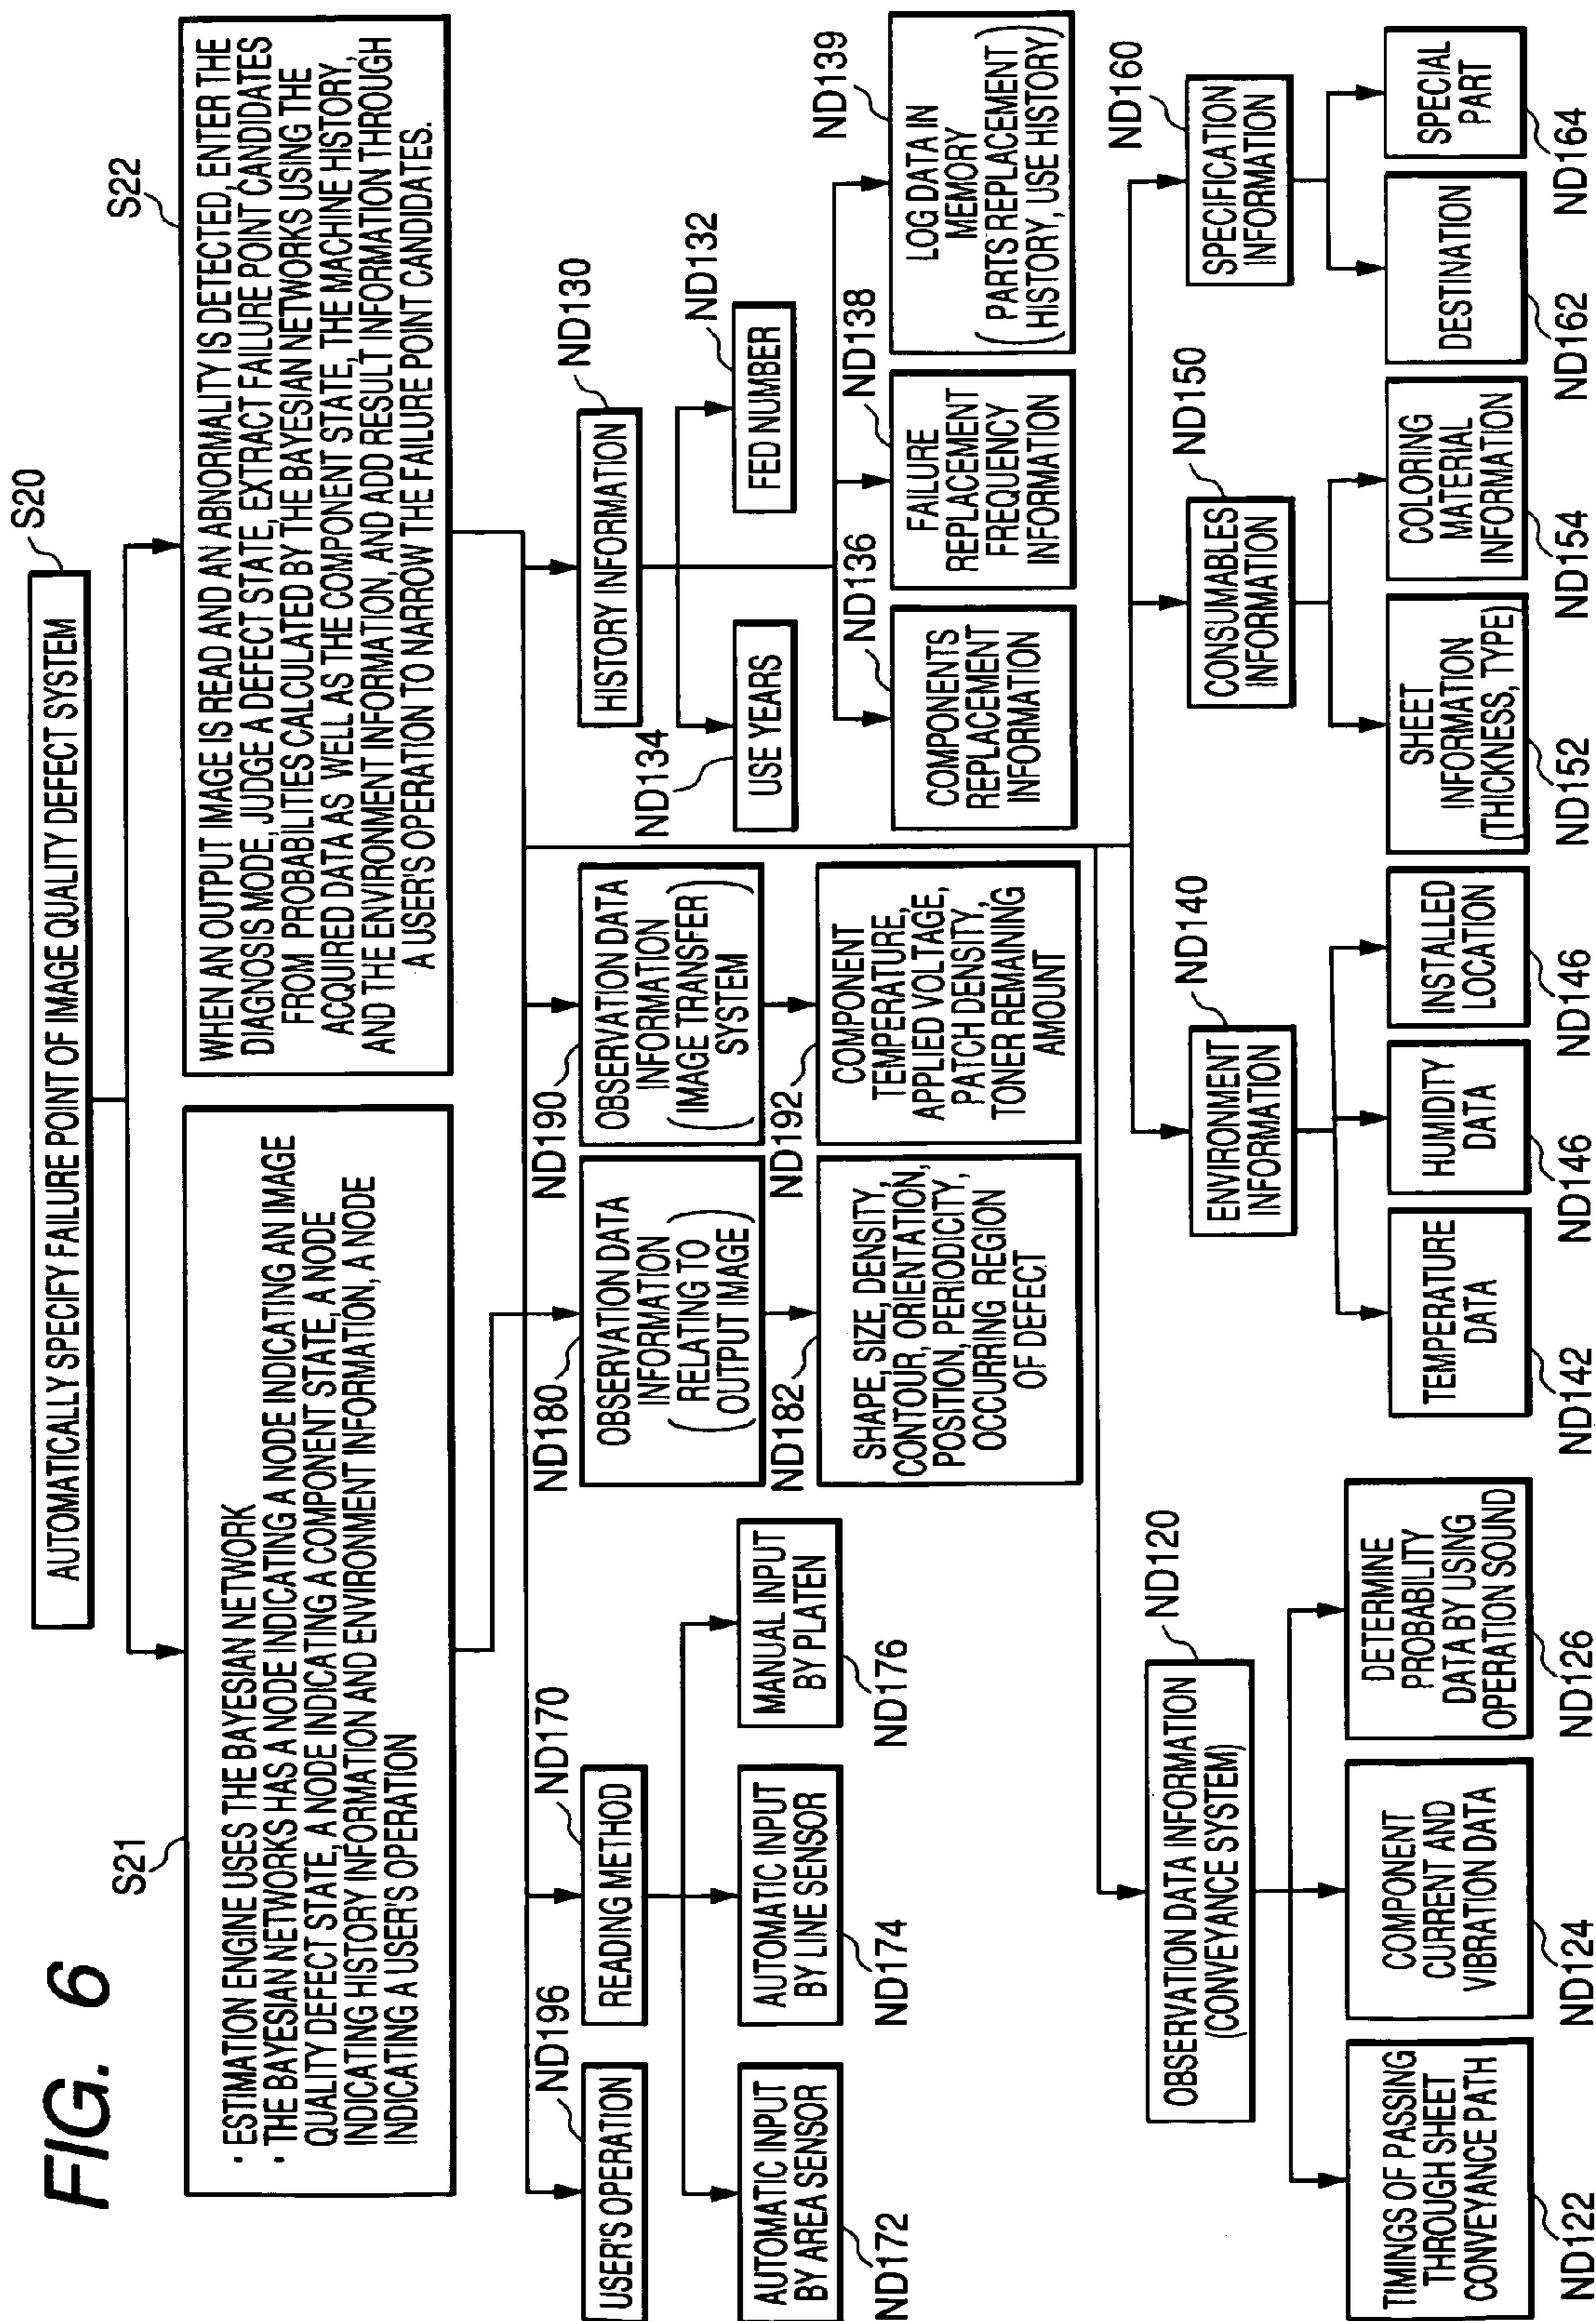 FIG. 6
AUTOMATICALLY SPECIFY FAILURE POINT OF IMAGE QUALITY DEFECT SYSTEM
S20
S21
· ESTIMATION ENGINE USES THE BAYESIAN NETWORK
· THE BAYESIAN NETWORKS HAS A NODE INDICATING A NODE INDICATING AN IMAGE
QUALITY DEFECT STATE, A NODE INDICATING A COMPONENT STATE, A NODE
INDICATING HISTORY INFORMATION AND ENVIRONMENT INFORMATION, A NODE
INDICATING A USER'S OPERATION
S22
WHEN AN OUTPUT IMAGE IS READ AND AN ABNORMALITY IS DETECTED, ENTER THE
DIAGNOSIS MODE, JUDGE A DEFECT STATE, EXTRACT FAILURE POINT CANDIDATES
FROM PROBABILITIES CALCULATED BY THE BAYESIAN NETWORKS USING THE
ACQUIRED DATA AS WELL AS THE COMPONENT STATE, THE MACHINE HISTORY,
AND THE ENVIRONMENT INFORMATION, AND ADD RESULT INFORMATION THROUGH
A USER'S OPERATION TO NARROW THE FAILURE POINT CANDIDATES.
ND196
USER'S OPERATION
ND170
READING METHOD
AUTOMATIC INPUT
BY AREA SENSOR
ND172
AUTOMATIC INPUT
BY LINE SENSOR
ND174
MANUAL INPUT
BY PLATEN
ND176
ND180
OBSERVATION DATA
INFORMATION
(RELATING TO
OUTPUT IMAGE)
ND182
SHAPE, SIZE, DENSITY,
CONTOUR, ORIENTATION,
POSITION, PERIODICITY,
OCCURRING REGION
OF DEFECT
ND190
OBSERVATION DATA
INFORMATION
(IMAGE TRANSFER
SYSTEM)
ND192
COMPONENT
TEMPERATURE,
APPLIED VOLTAGE,
PATCH DENSITY,
TONER REMAINING
AMOUNT
ND130
HISTORY INFORMATION
ND134
USE YEARS
ND132
FED NUMBER
ND136
COMPONENTS
REPLACEMENT
INFORMATION
ND138
FAILURE
REPLACEMENT
FREQUENCY
INFORMATION
ND139
LOG DATA IN
MEMORY
(PARTS REPLACEMENT
HISTORY, USE HISTORY)
ND120
OBSERVATION DATA INFORMATION
(CONVEYANCE SYSTEM)
TIMINGS OF PASSING
THROUGH SHEET
CONVEYANCE PATH
ND122
COMPONENT
CURRENT AND
VIBRATION DATA
ND124
DETERMINE
PROBABILITY
DATA BY USING
OPERATION SOUND
ND126
ND140
ENVIRONMENT
INFORMATION
TEMPERATURE
DATA
ND142
HUMIDITY
DATA
ND146
INSTALLED
LOCATION
ND146
ND150
CONSUMABLES
INFORMATION
SHEET
INFORMATION
(THICKNESS, TYPE)
ND152
COLORING
MATERIAL
INFORMATION
ND154
ND160
SPECIFICATION
INFORMATION
DESTINATION
ND162
SPECIAL
PART
ND164